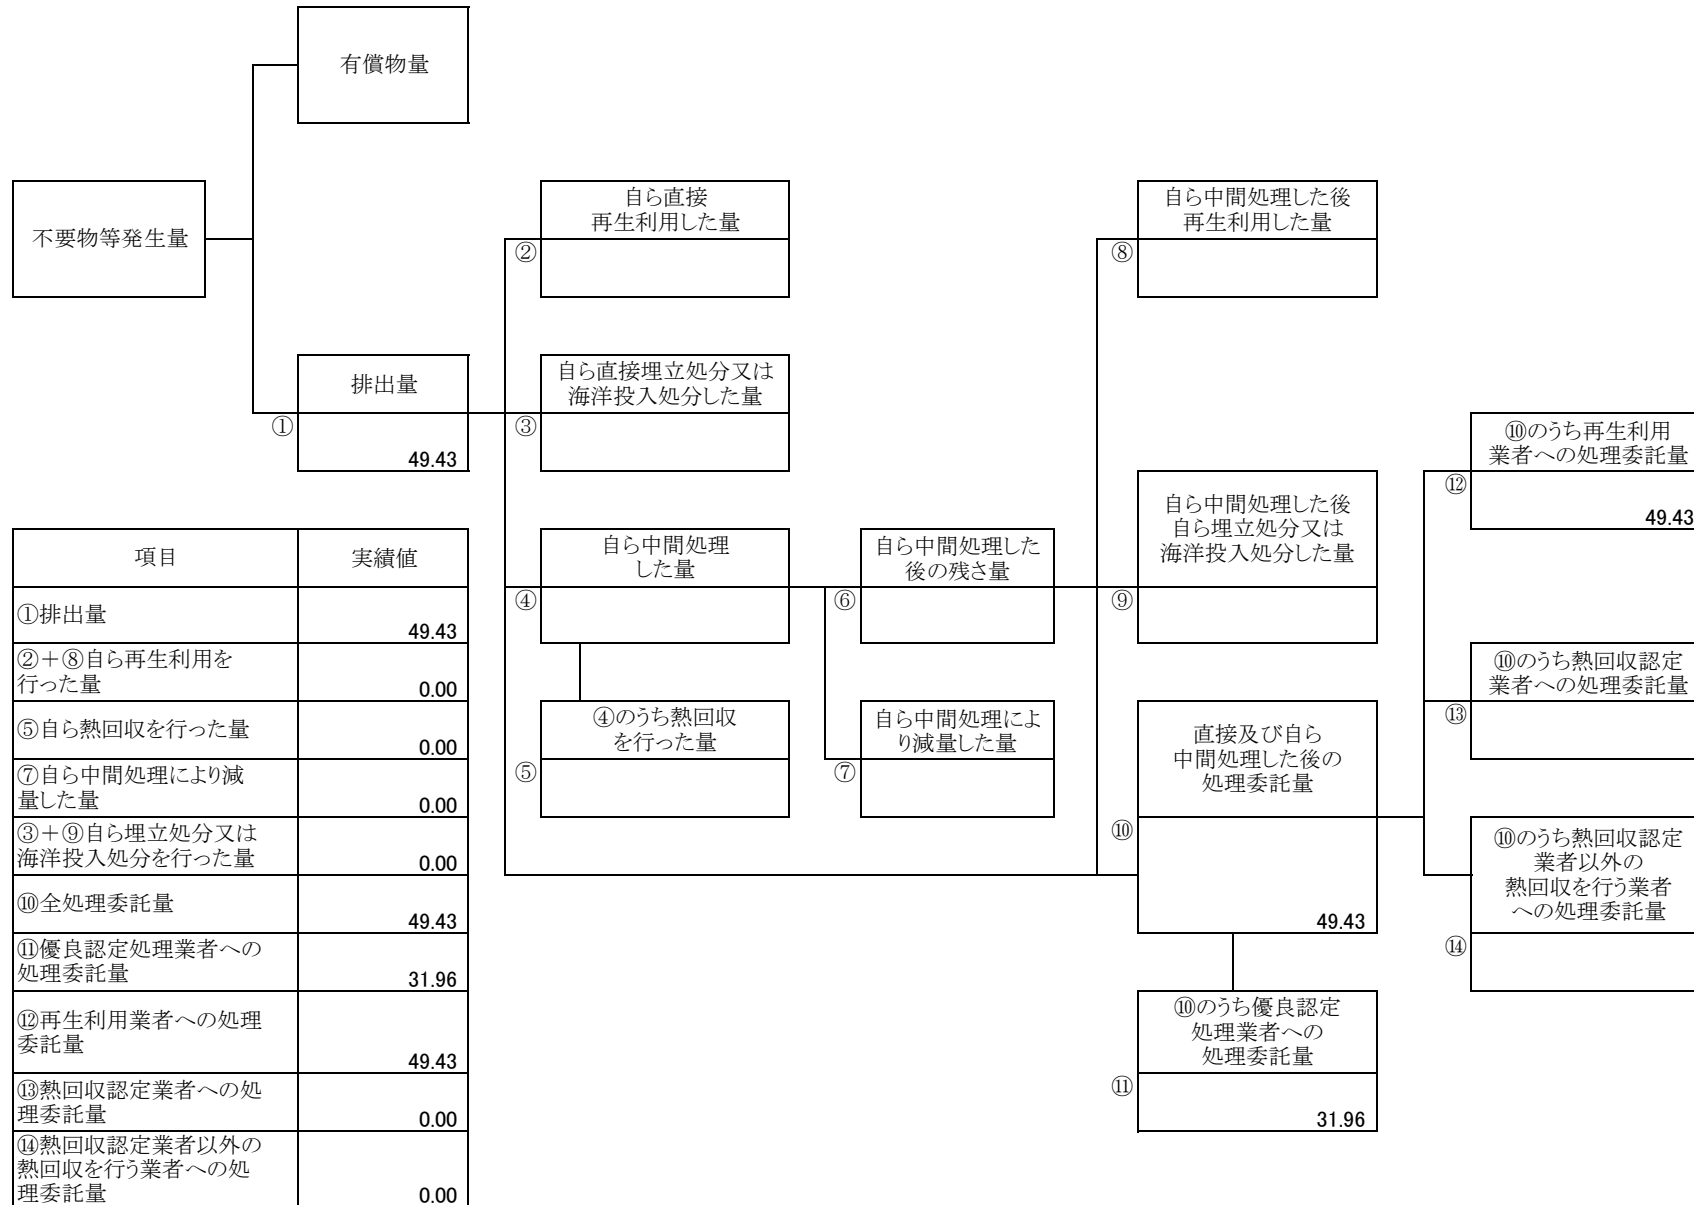 有償物量
不要物等発生量
自ら直接
再生利用した量
②
自ら中間処理した後
再生利用した量
⑧
排出量
①
49.43
自ら直接埋立処分又は
海洋投入処分した量
③
⑩のうち再生利用
業者への処理委託量
⑫
49.43
自ら中間処理
した量
④
自ら中間処理した
後の残さ量
⑥
自ら中間処理した後
自ら埋立処分又は
海洋投入処分した量
⑨
④のうち熱回収
を行った量
⑤
自ら中間処理によ
り減量した量
⑦
直接及び自ら
中間処理した後の
処理委託量
⑩
49.43
⑩のうち熱回収認定
業者への処理委託量
⑬
⑩のうち熱回収認定
業者以外の
熱回収を行う業者
への処理委託量
⑭
⑩のうち優良認定
処理業者への
処理委託量
⑪
31.96
項目 実績値
①排出量
49.43
②＋⑧自ら再生利用を
行った量
0.00
⑤自ら熱回収を行った量
0.00
⑦自ら中間処理により減
量した量
0.00
③＋⑨自ら埋立処分又は
海洋投入処分を行った量
0.00
⑩全処理委託量
49.43
⑪優良認定処理業者への
処理委託量
31.96
⑫再生利用業者への処理
委託量
49.43
⑬熱回収認定業者への処
理委託量
0.00
⑭熱回収認定業者以外の
熱回収を行う業者への処
理委託量
0.00